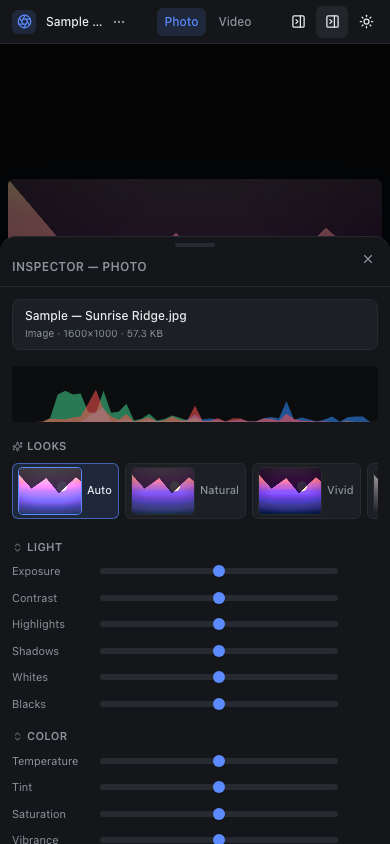 Sample ...
Photo
Video
INSPECTOR — PHOTO
Sample — Sunrise Ridge.jpg
Image · 1600×1000 · 57.3 KB
LOOKS
Auto
Natural
Vivid
LIGHT
Exposure
Contrast
Highlights
Shadows
Whites
Blacks
COLOR
Temperature
Tint
Saturation
Vibrance